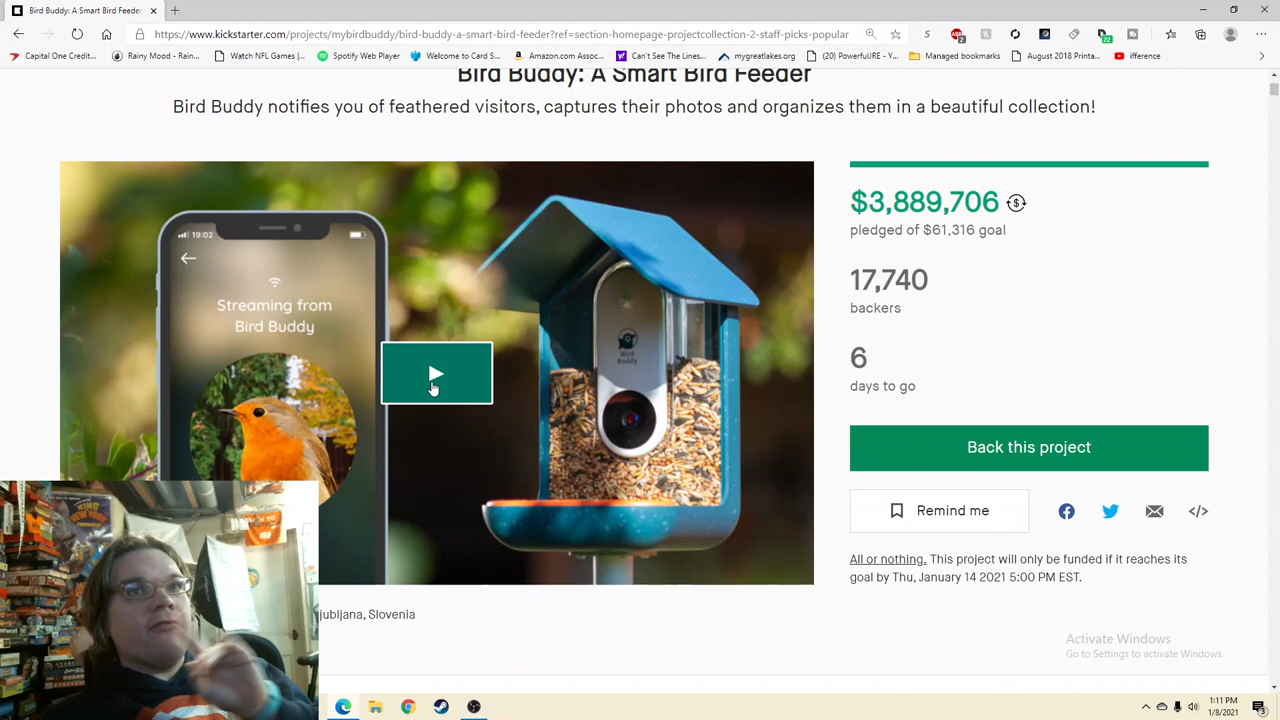 Bird Buddy: A Smart Bird Feeder
https://www.kickstarter.com/projects/mybirdbuddy/bird-buddy-a-smart-bird-feeder?ref=section-homepage-projectcollection-2-staff-picks-popular
2
22
Capital One Credit...
Rainy Mood - Rain...
Watch NFL Games |...
Spotify Web Player
Welcome to Card S...
Amazon.com Assoc...
Can't See The Lines...
mygreatlakes.org
(20) PowerfulJRE - Y...
Managed bookmarks
August 2018 Printa...
ifference
Bird Buddy: A Smart Bird Feeder
Bird Buddy notifies you of feathered visitors, captures their photos and organizes them in a beautiful collection!
19:02
Streaming from
Bird Buddy
Bird
Buddy
$3,889,706
pledged of $61,316 goal
17,740
backers
6
days to go
Back this project
Remind me
All or nothing. This project will only be funded if it reaches its
goal by Thu, January 14 2021 5:00 PM EST.
jubljana, Slovenia
Activate Windows
Go to Settings to activate Windows.
1:11 PM
1/8/2021
3